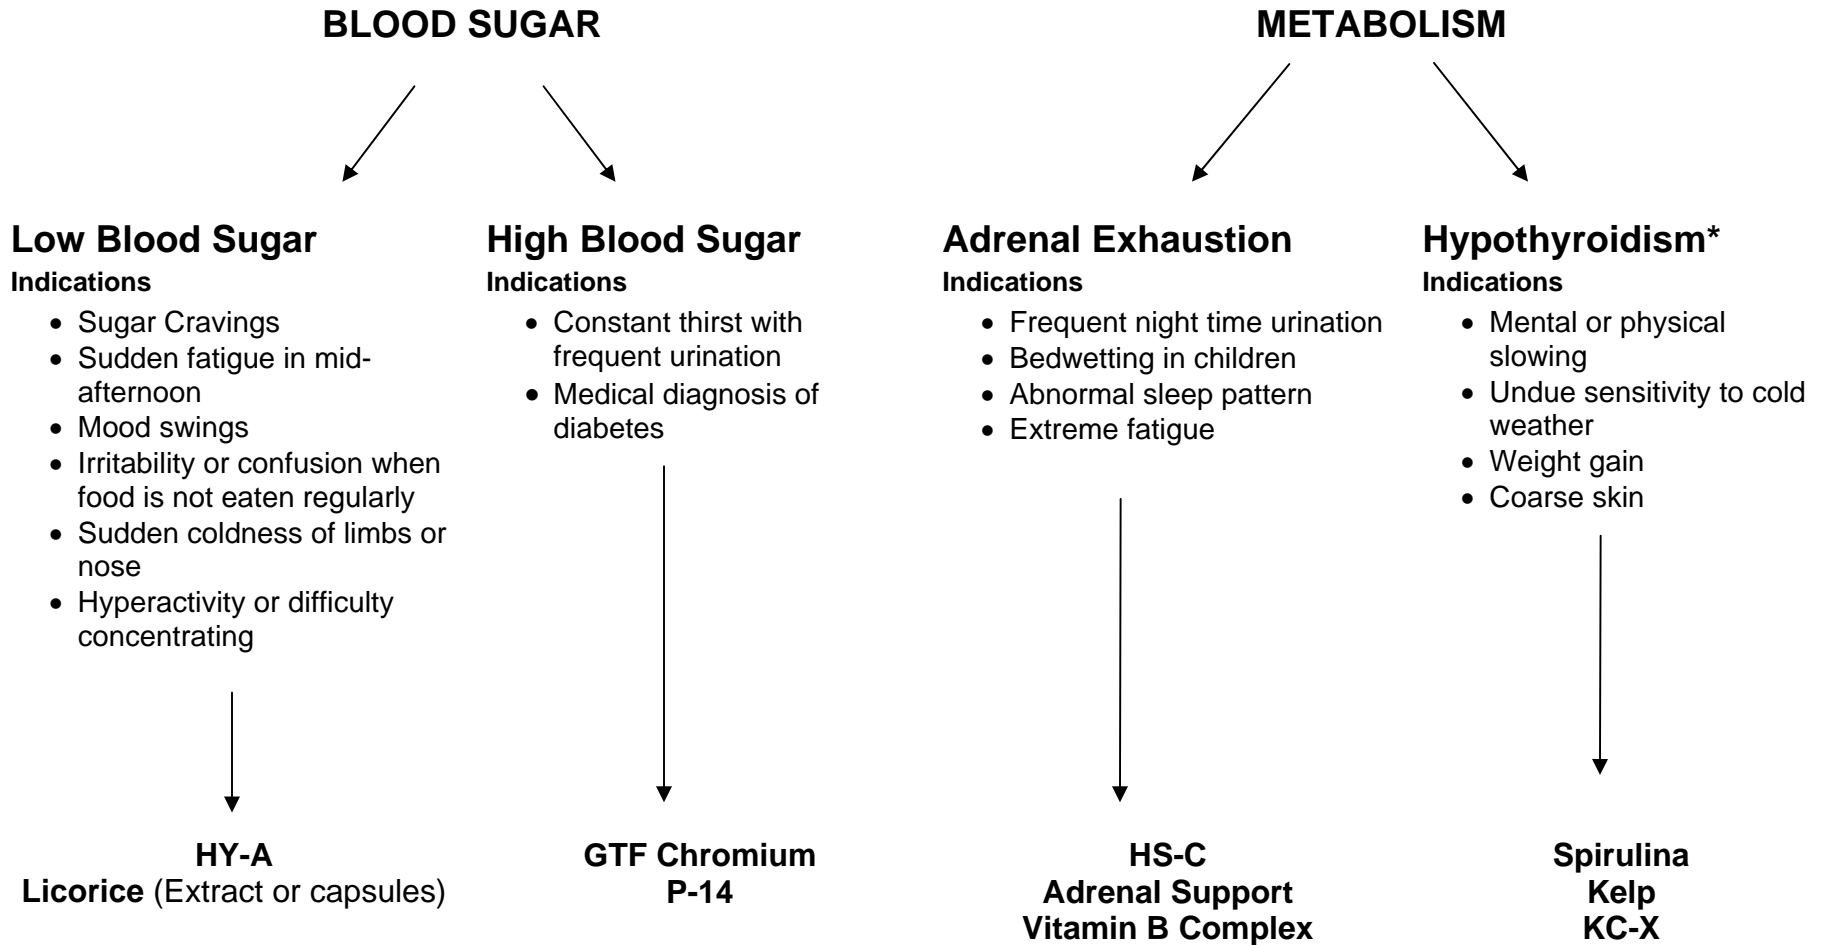 BLOOD SUGAR
METABOLISM
Low Blood Sugar
Indications
• Sugar Cravings
• Sudden fatigue in mid-
afternoon
• Mood swings
• Irritability or confusion when
food is not eaten regularly
• Sudden coldness of limbs or
nose
• Hyperactivity or difficulty
concentrating
HY-A
Licorice (Extract or capsules)
High Blood Sugar
Indications
• Constant thirst with
frequent urination
• Medical diagnosis of
diabetes
GTF Chromium
P-14
Adrenal Exhaustion
Indications
• Frequent night time urination
• Bedwetting in children
• Abnormal sleep pattern
• Extreme fatigue
HS-C
Adrenal Support
Vitamin B Complex
Hypothyroidism*
Indications
• Mental or physical
slowing
• Undue sensitivity to cold
weather
• Weight gain
• Coarse skin
Spirulina
Kelp
KC-X